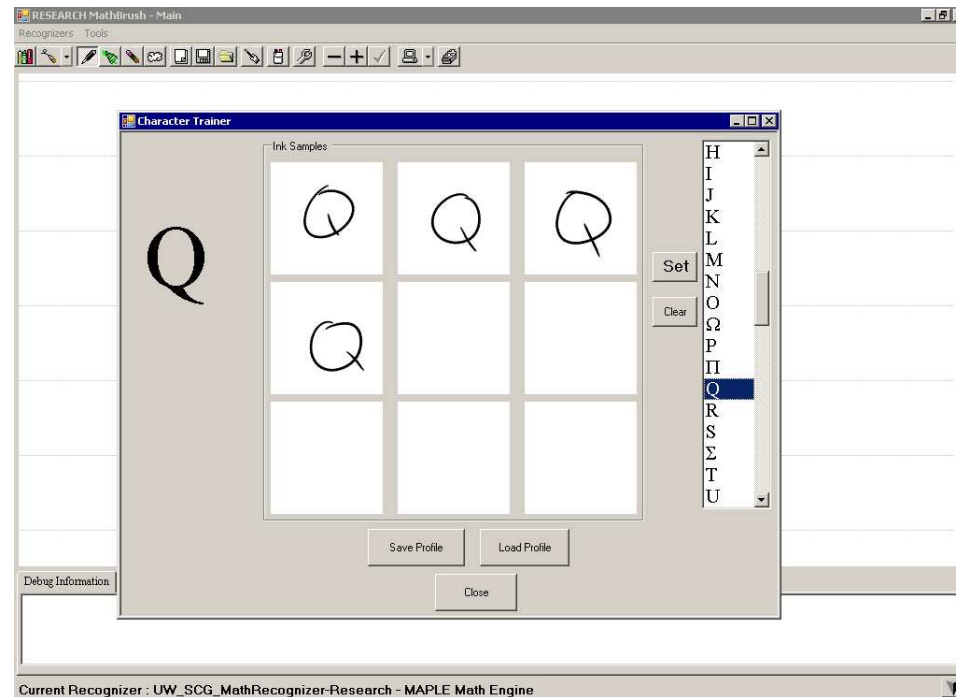 RESEARCH MathBrush - Main
Recognizers Tools
Character Trainer
Ink Samples
Q
Q Q Q
Q
Set
Clear
H
I
J
K
L
M
N
O
Ω
P
Π
Q
R
S
Σ
T
U
Save Profile Load Profile
Close
Debug Information
Current Recognizer : UW_SCG_MathRecognizer-Research - MAPLE Math Engine